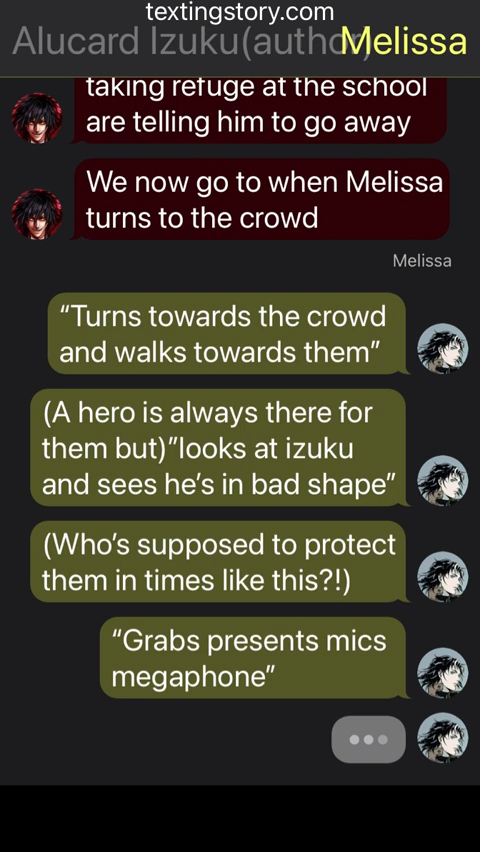 textingstory.com
Alucard Izuku(author)
Melissa
taking refuge at the school
are telling him to go away
We now go to when Melissa
turns to the crowd
Melissa
“Turns towards the crowd
and walks towards them”
(A hero is always there for
them but)”looks at izuku
and sees he’s in bad shape”
(Who’s supposed to protect
them in times like this?!)
“Grabs presents mics
megaphone”